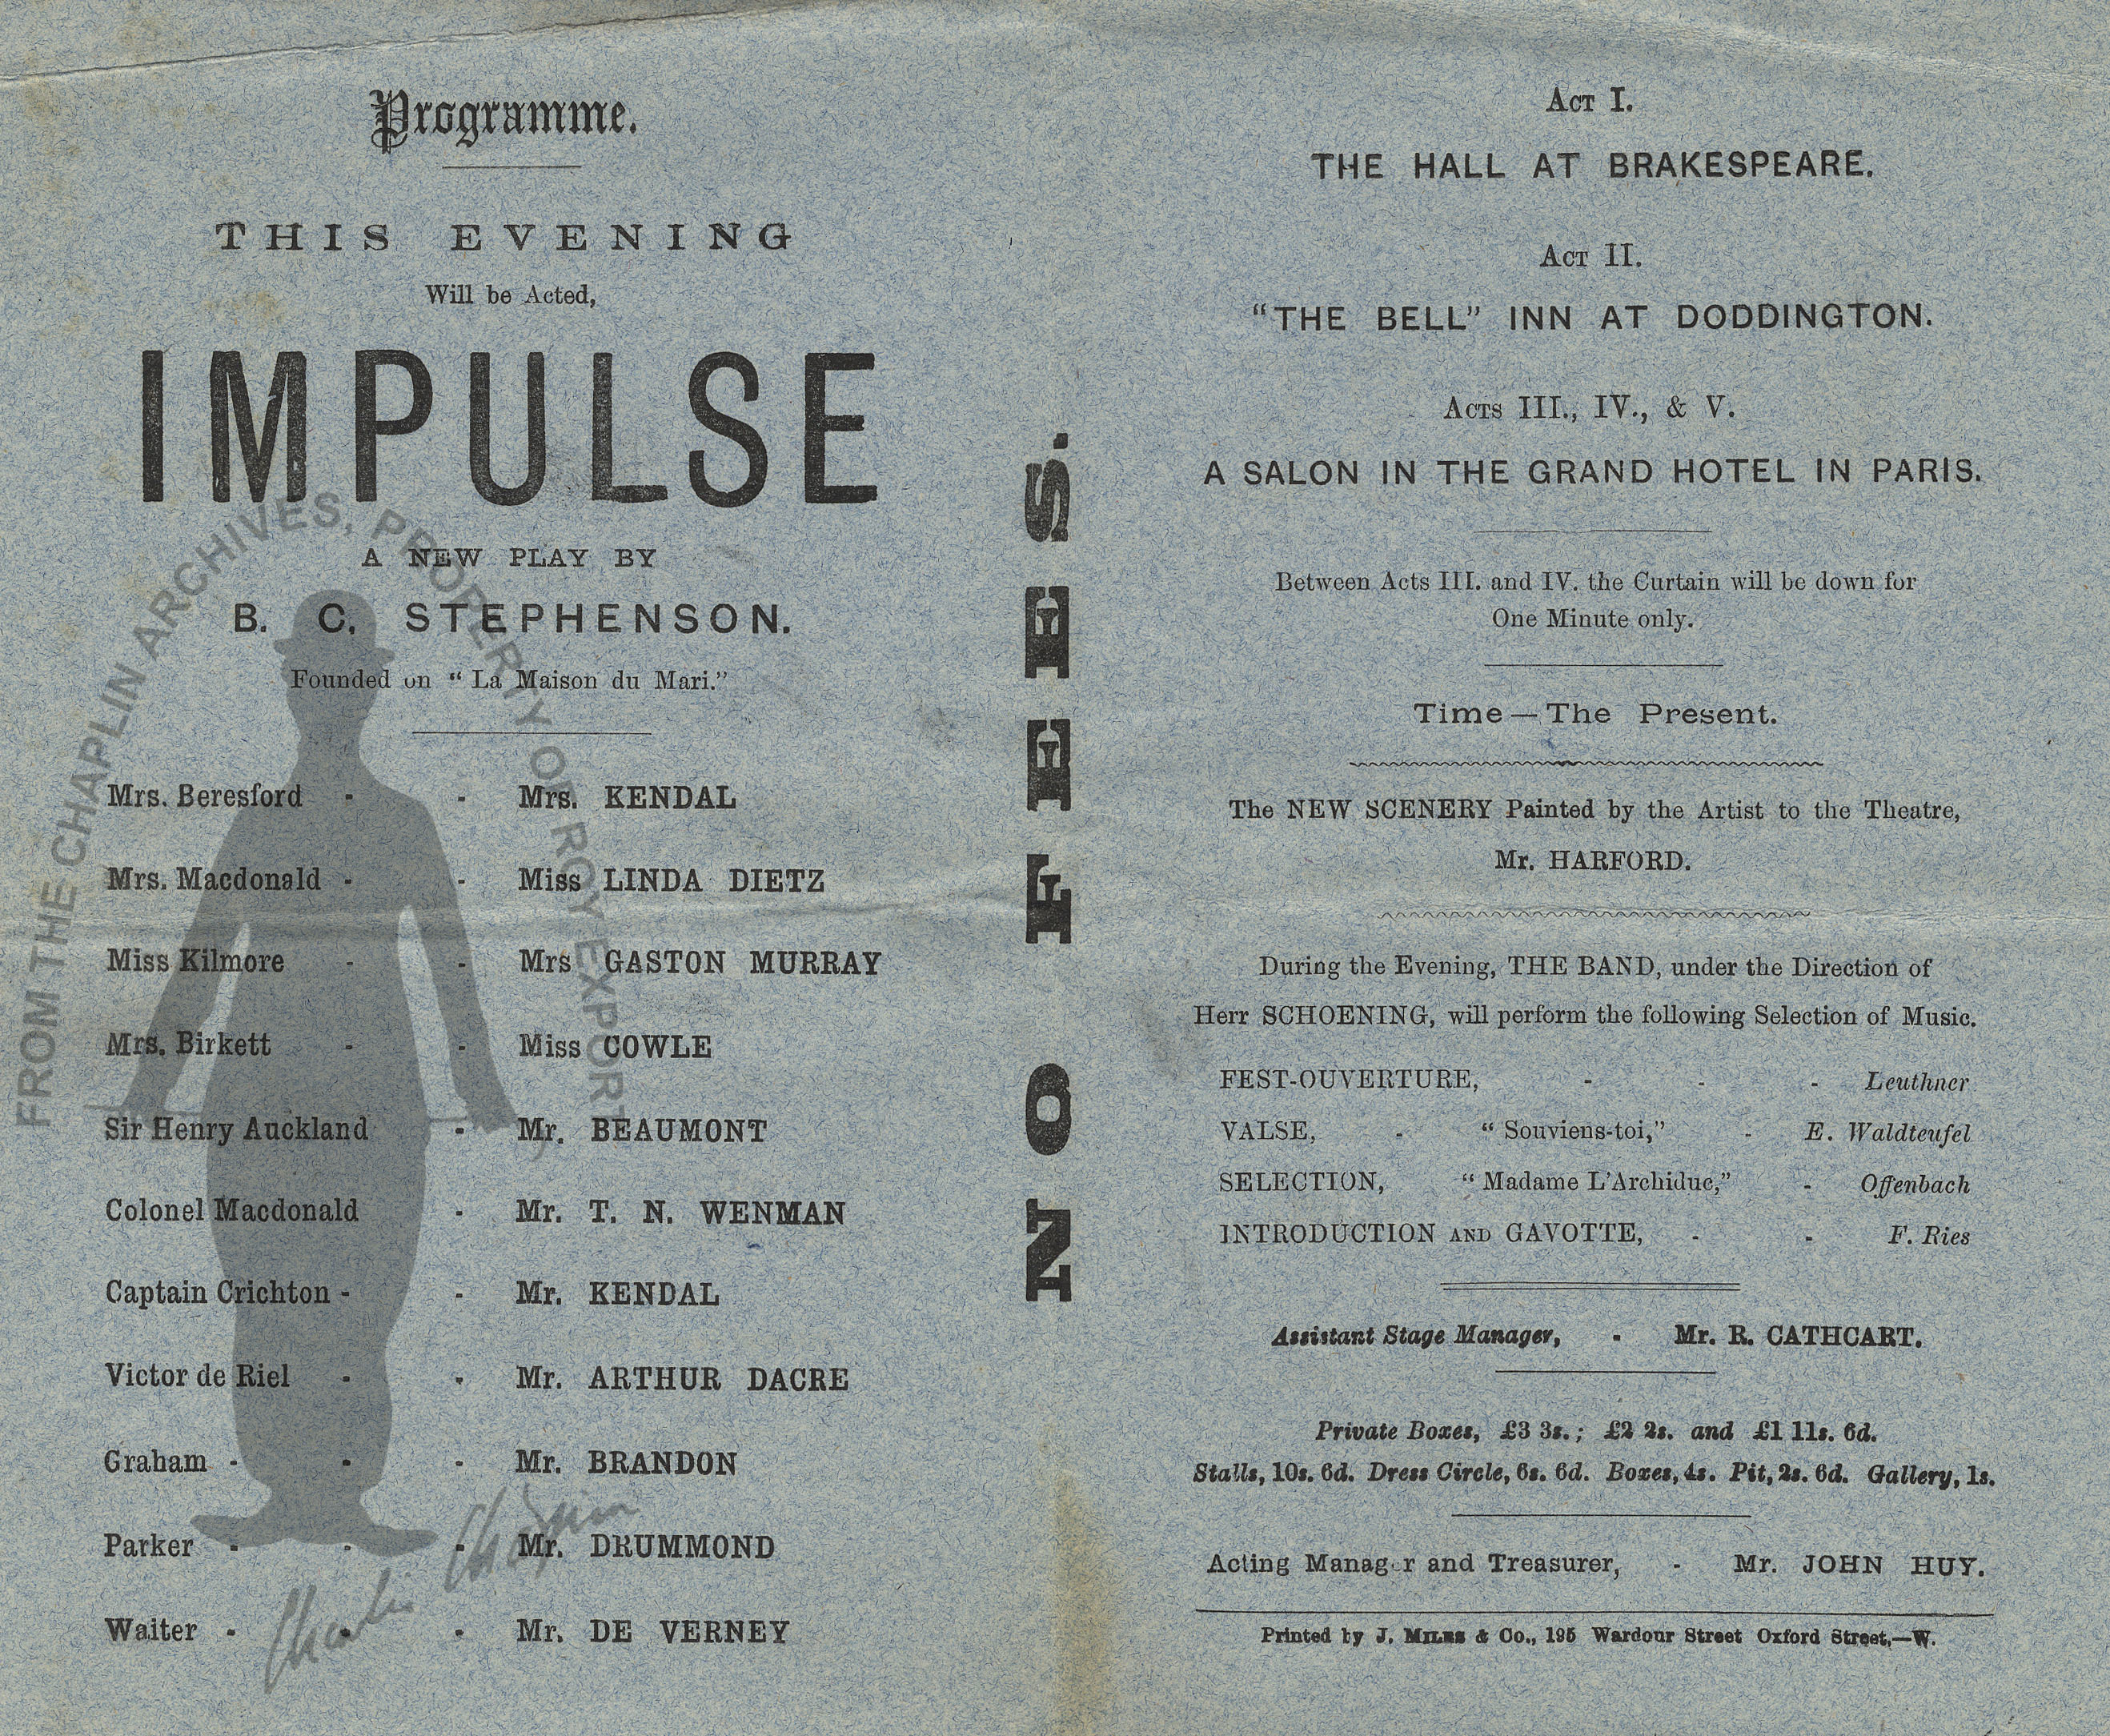 Programme.
THIS EVENING
Will be Acted,
IMPULSE
A NEW PLAY BY
B. C. STEPHENSON.
Founded on "La Maison du Mari."
Mrs. Beresford - - Mrs. KENDAL
Mrs. Macdonald - - Miss LINDA DIETZ
Miss Kilmore - - Mrs GASTON MURRAY
Mrs. Birkett - - Miss COWLE
Sir Henry Auckland - Mr. BEAUMONT
Colonel Macdonald - Mr. T. N. WENMAN
Captain Crichton - - Mr. KENDAL
Victor de Riel - - Mr. ARTHUR DACRE
Graham - - - Mr. BRANDON
Parker - - - Mr. DRUMMOND
Waiter - - - Mr. DE VERNEY
FROM THE CHAPLIN ARCHIVES, PROPERTY OF ROY EXPORT
Charlie Chaplin
NO FEES.
ACT I.
THE HALL AT BRAKESPEARE.
ACT II.
"THE BELL" INN AT DODDINGTON.
ACTS III., IV., & V.
A SALON IN THE GRAND HOTEL IN PARIS.
Between Acts III. and IV. the Curtain will be down for
One Minute only.
Time — The Present.
The NEW SCENERY Painted by the Artist to the Theatre,
Mr. HARFORD.
During the Evening, THE BAND, under the Direction of
Herr SCHOENING, will perform the following Selection of Music.
FEST-OUVERTURE, - - - Leuthner
VALSE, - "Souviens-toi," - E. Waldteufel
SELECTION, "Madame L'Archiduc," - Offenbach
INTRODUCTION AND GAVOTTE, - - F. Ries
Assistant Stage Manager, - Mr. R. CATHCART.
Private Boxes, £3 3s.; £2 2s. and £1 11s. 6d.
Stalls, 10s. 6d. Dress Circle, 6s. 6d. Boxes, 4s. Pit, 2s. 6d. Gallery, 1s.
Acting Manager and Treasurer, - Mr. JOHN HUY.
Printed by J. MILES & Co., 195 Wardour Street Oxford Street,—W.